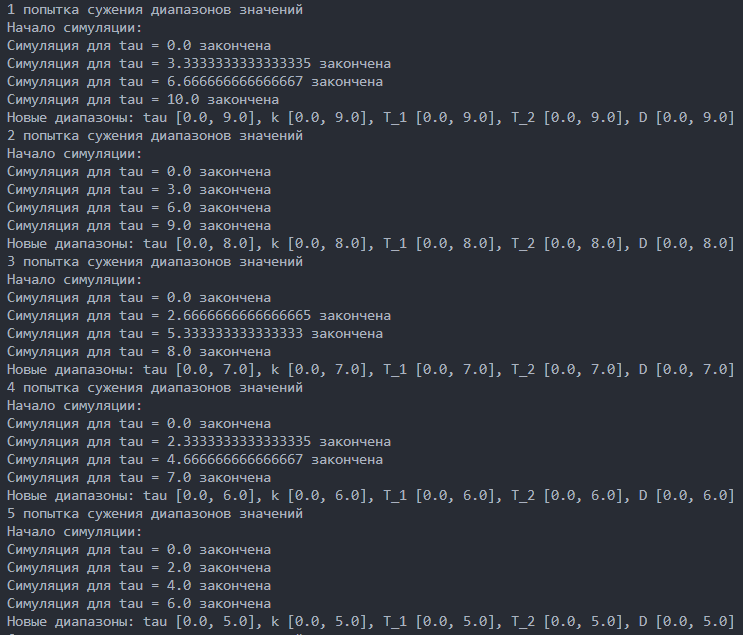 1 попытка сужения диапазонов значений
Начало симуляции:
Симуляция для tau = 0.0 закончена
Симуляция для tau = 3.3333333333333335 закончена
Симуляция для tau = 6.666666666666667 закончена
Симуляция для tau = 10.0 закончена
Новые диапазоны: tau [0.0, 9.0], k [0.0, 9.0], T_1 [0.0, 9.0], T_2 [0.0, 9.0], D [0.0, 9.0]
2 попытка сужения диапазонов значений
Начало симуляции:
Симуляция для tau = 0.0 закончена
Симуляция для tau = 3.0 закончена
Симуляция для tau = 6.0 закончена
Симуляция для tau = 9.0 закончена
Новые диапазоны: tau [0.0, 8.0], k [0.0, 8.0], T_1 [0.0, 8.0], T_2 [0.0, 8.0], D [0.0, 8.0]
3 попытка сужения диапазонов значений
Начало симуляции:
Симуляция для tau = 0.0 закончена
Симуляция для tau = 2.6666666666666665 закончена
Симуляция для tau = 5.333333333333333 закончена
Симуляция для tau = 8.0 закончена
Новые диапазоны: tau [0.0, 7.0], k [0.0, 7.0], T_1 [0.0, 7.0], T_2 [0.0, 7.0], D [0.0, 7.0]
4 попытка сужения диапазонов значений
Начало симуляции:
Симуляция для tau = 0.0 закончена
Симуляция для tau = 2.3333333333333335 закончена
Симуляция для tau = 4.666666666666667 закончена
Симуляция для tau = 7.0 закончена
Новые диапазоны: tau [0.0, 6.0], k [0.0, 6.0], T_1 [0.0, 6.0], T_2 [0.0, 6.0], D [0.0, 6.0]
5 попытка сужения диапазонов значений
Начало симуляции:
Симуляция для tau = 0.0 закончена
Симуляция для tau = 2.0 закончена
Симуляция для tau = 4.0 закончена
Симуляция для tau = 6.0 закончена
Новые диапазоны: tau [0.0, 5.0], k [0.0, 5.0], T_1 [0.0, 5.0], T_2 [0.0, 5.0], D [0.0, 5.0]